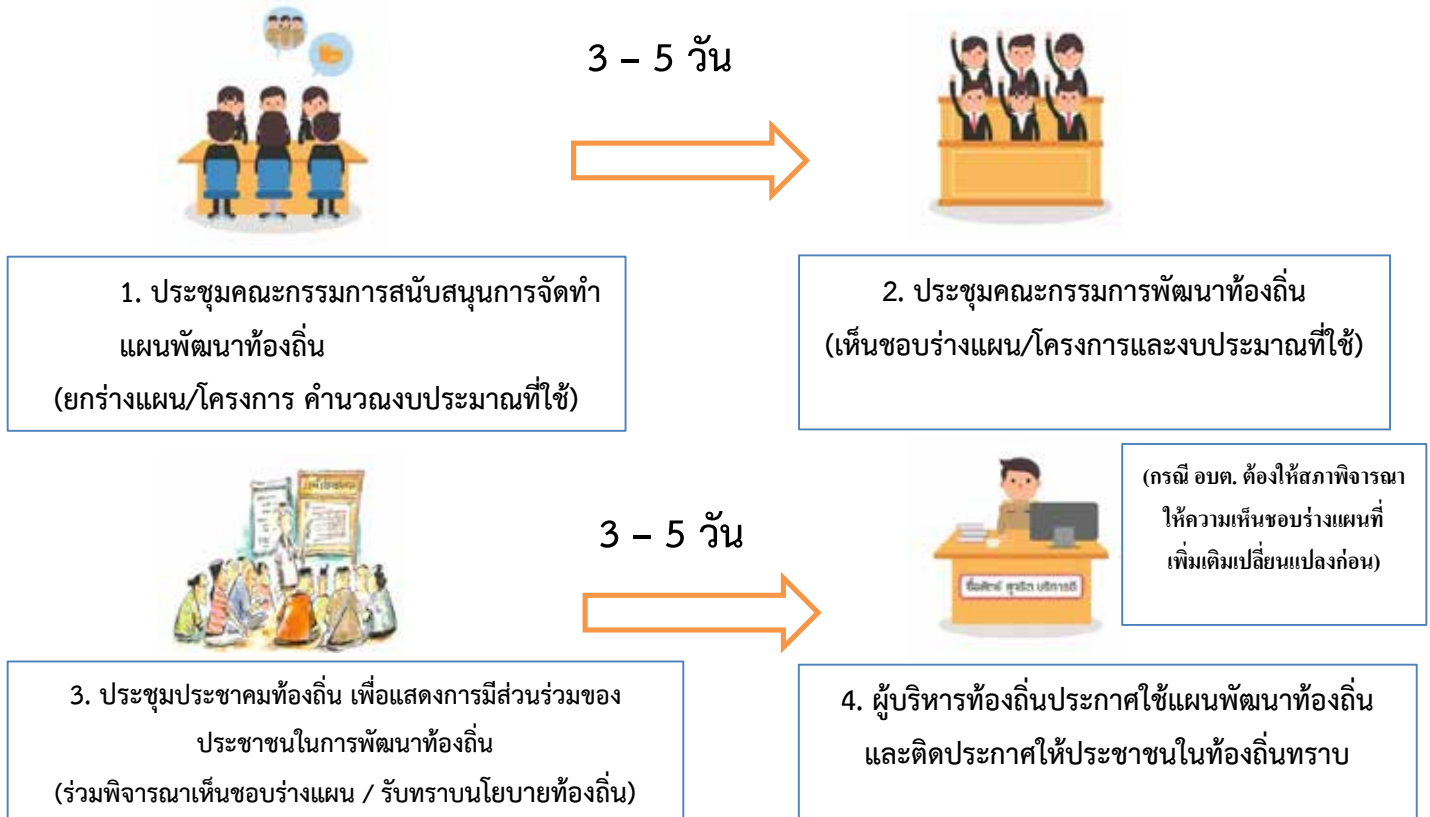 3 – 5 วัน
1. ประชุมคณะกรรมการสนับสนุนการจัดทำ
แผนพัฒนาท้องถิ่น
(ยกร่างแผน/โครงการ คำนวณงบประมาณที่ใช้)
2. ประชุมคณะกรรมการพัฒนาท้องถิ่น
(เห็นชอบร่างแผน/โครงการและงบประมาณที่ใช้)
3 – 5 วัน
ซื่อสัตย์ สุจริต บริการดี
(กรณี อบต. ต้องให้สภาพิจารณา
ให้ความเห็นชอบร่างแผนที่
เพิ่มเติมเปลี่ยนแปลงก่อน)
3. ประชุมประชาคมท้องถิ่น เพื่อแสดงการมีส่วนร่วมของ
ประชาชนในการพัฒนาท้องถิ่น
(ร่วมพิจารณาเห็นชอบร่างแผน / รับทราบนโยบายท้องถิ่น)
4. ผู้บริหารท้องถิ่นประกาศใช้แผนพัฒนาท้องถิ่น
และติดประกาศให้ประชาชนในท้องถิ่นทราบ